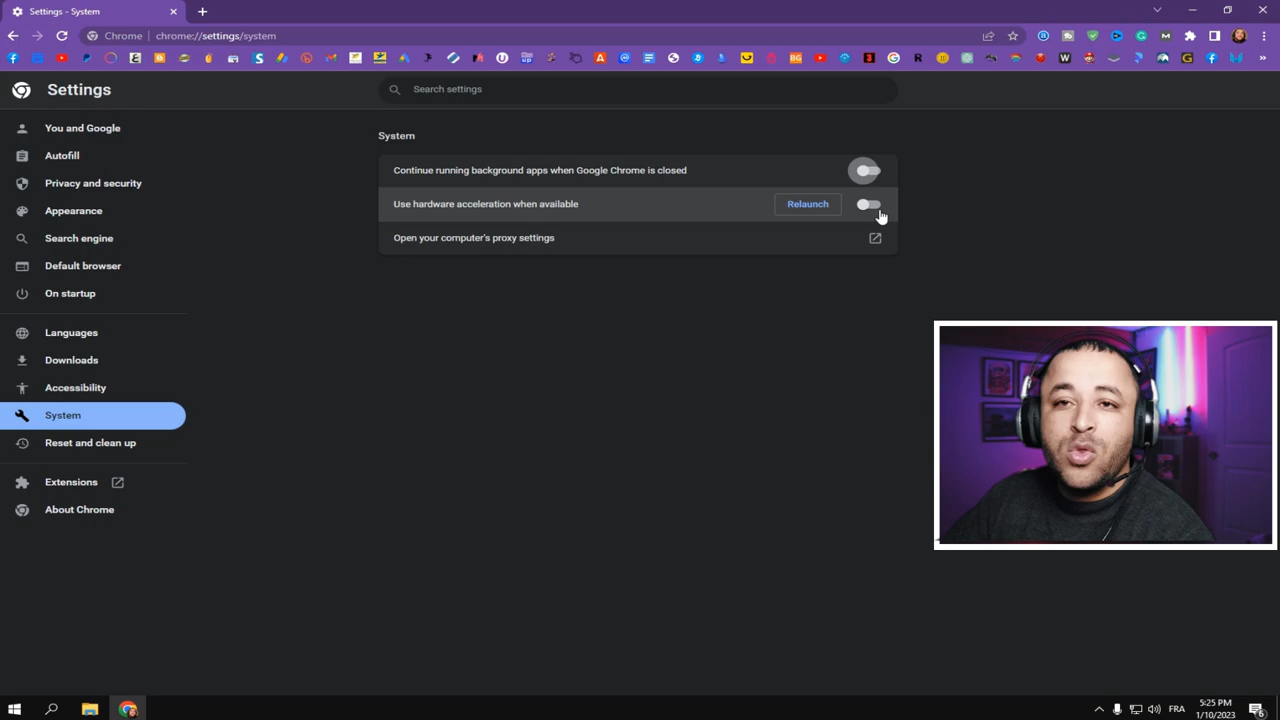 Settings - System
Chrome
chrome://settings/system
Settings
Search settings
You and Google
Autofill
Privacy and security
Appearance
Search engine
Default browser
On startup
Languages
Downloads
Accessibility
System
Reset and clean up
Extensions
About Chrome
System
Continue running background apps when Google Chrome is closed
Use hardware acceleration when available
Relaunch
Open your computer's proxy settings
FRA
5:25 PM
1/10/2023
6